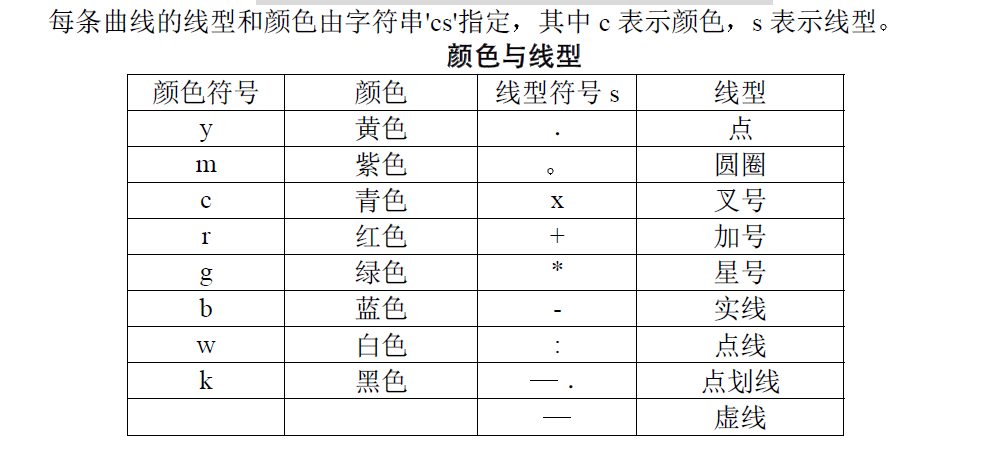 每条曲线的线型和颜色由字符串'cs'指定，其中 c 表示颜色，s 表示线型。
颜色与线型
颜色符号 颜色 线型符号 s 线型
y 黄色 . 点
m 紫色 。 圆圈
c 青色 x 叉号
r 红色 + 加号
g 绿色 * 星号
b 蓝色 - 实线
w 白色 : 点线
k 黑色 — . 点划线
— 虚线